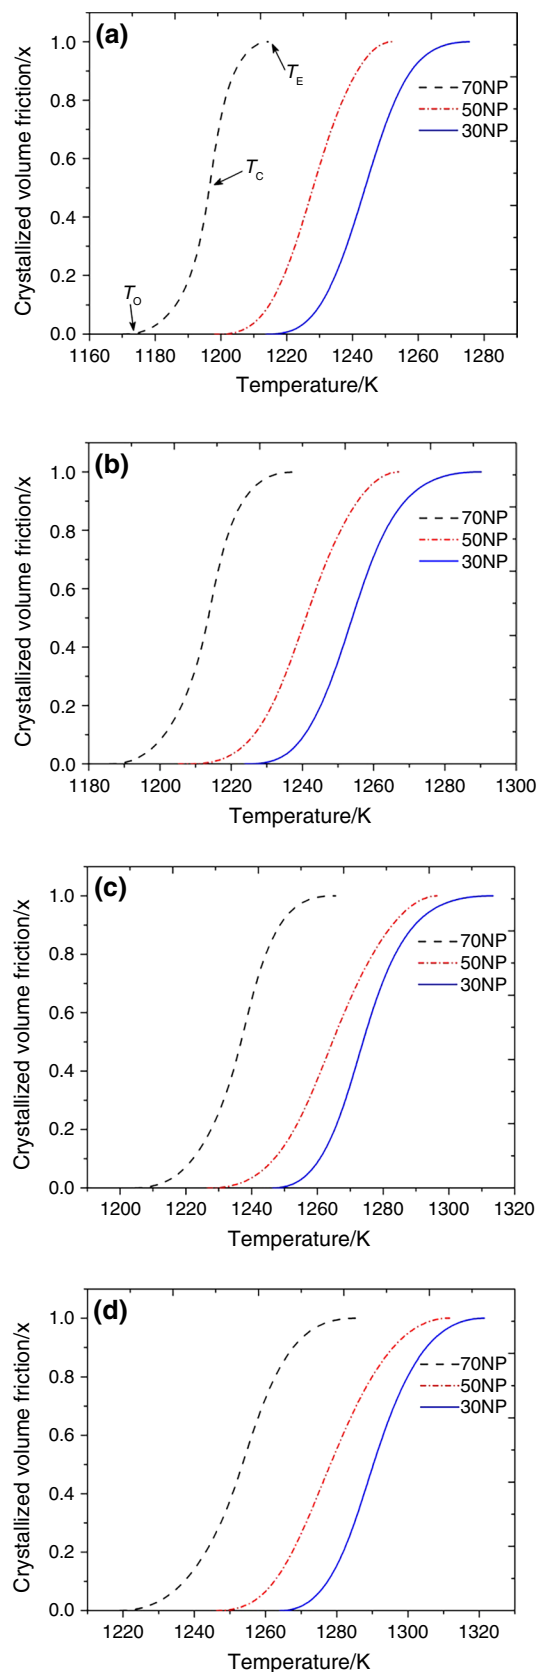 (a)
1.0
0.8
0.6
0.4
0.2
0.0
Crystallized volume friction/x
T_E
T_C
T_O
70NP
50NP
30NP
1160 1180 1200 1220 1240 1260 1280
Temperature/K
(b)
1.0
0.8
0.6
0.4
0.2
0.0
Crystallized volume friction/x
70NP
50NP
30NP
1180 1200 1220 1240 1260 1280 1300
Temperature/K
(c)
1.0
0.8
0.6
0.4
0.2
0.0
Crystallized volume friction/x
70NP
50NP
30NP
1200 1220 1240 1260 1280 1300 1320
Temperature/K
(d)
1.0
0.8
0.6
0.4
0.2
0.0
Crystallized volume friction/x
70NP
50NP
30NP
1220 1240 1260 1280 1300 1320
Temperature/K